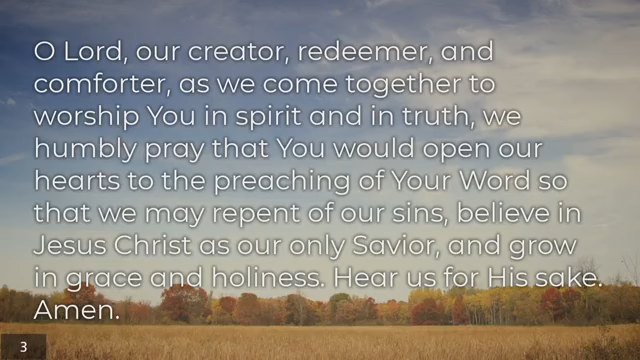 O Lord, our creator, redeemer, and
comforter, as we come together to
worship You in spirit and in truth, we
humbly pray that You would open our
hearts to the preaching of Your Word so
that we may repent of our sins, believe in
Jesus Christ as our only Savior, and grow
in grace and holiness. Hear us for His sake.
Amen.
3